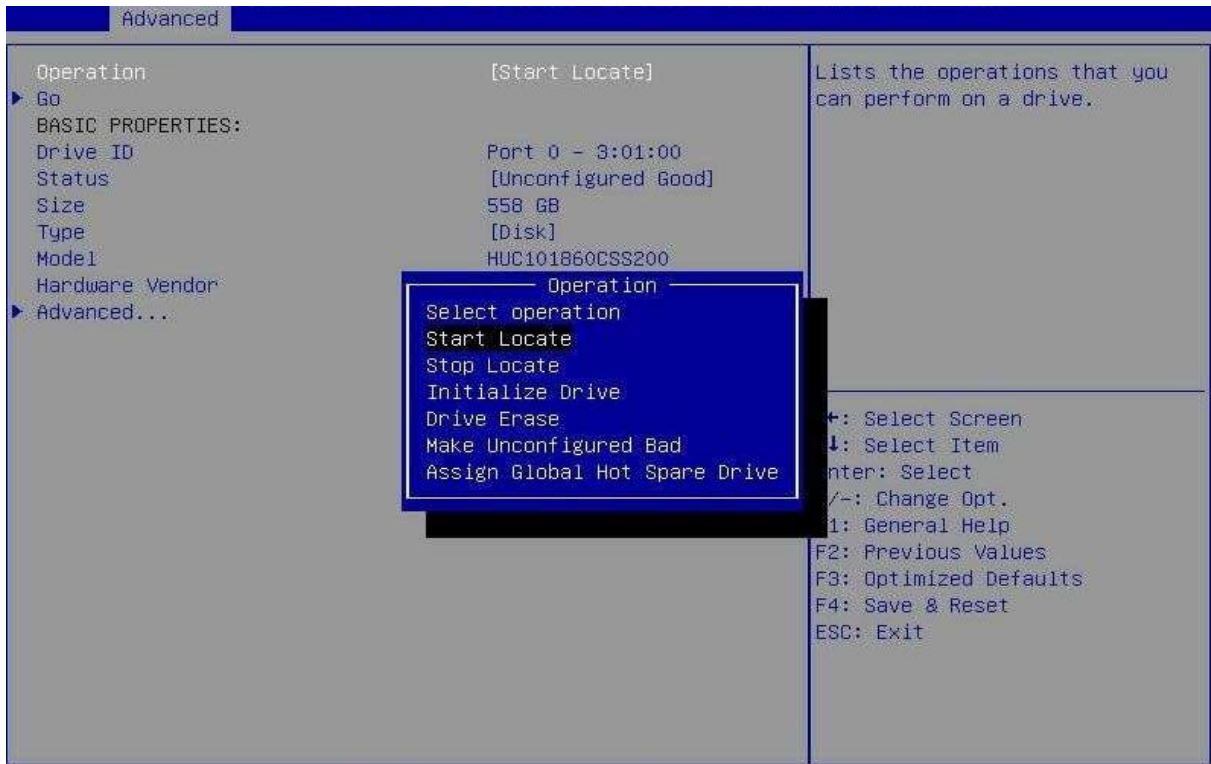 Advanced
Operation [Start Locate]
Go
BASIC PROPERTIES:
Drive ID Port 0 - 3:01:00
Status [Unconfigured Good]
Size 558 GB
Type [Disk]
Model HUC101860CSS200
Hardware Vendor
Advanced...
Operation
Select operation
Start Locate
Stop Locate
Initialize Drive
Drive Erase
Make Unconfigured Bad
Assign Global Hot Spare Drive
Lists the operations that you
can perform on a drive.
←: Select Screen
↓: Select Item
nter: Select
/-: Change Opt.
1: General Help
F2: Previous Values
F3: Optimized Defaults
F4: Save & Reset
ESC: Exit